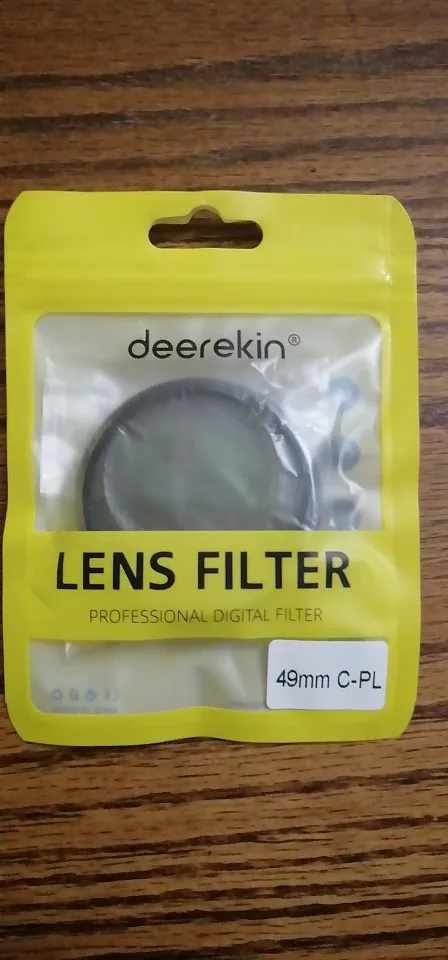 deerekin®
LENS FILTER
PROFESSIONAL DIGITAL FILTER
49mm C-PL